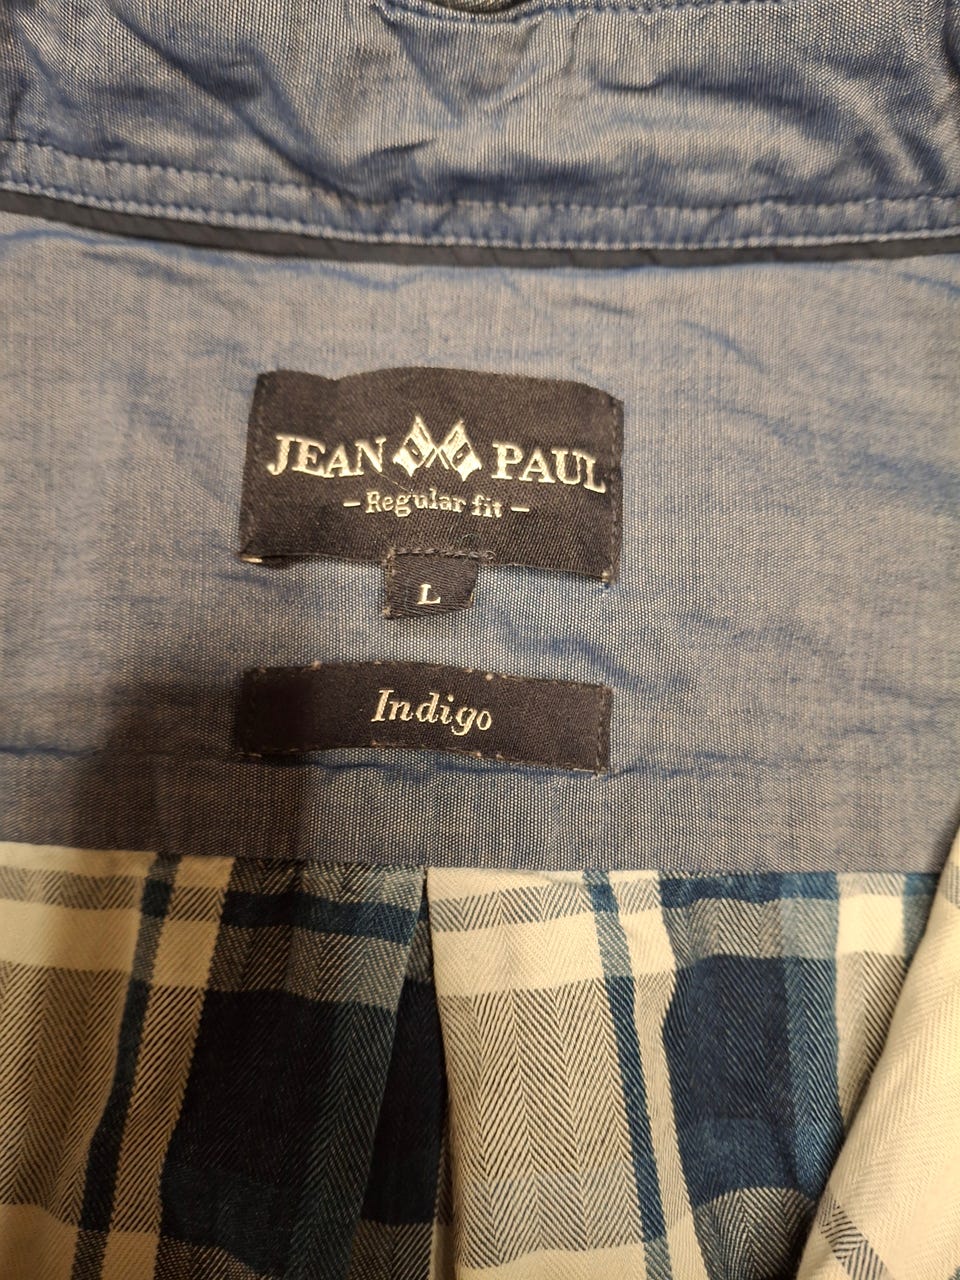 JEAN PAUL
- Regular fit -
L
Indigo